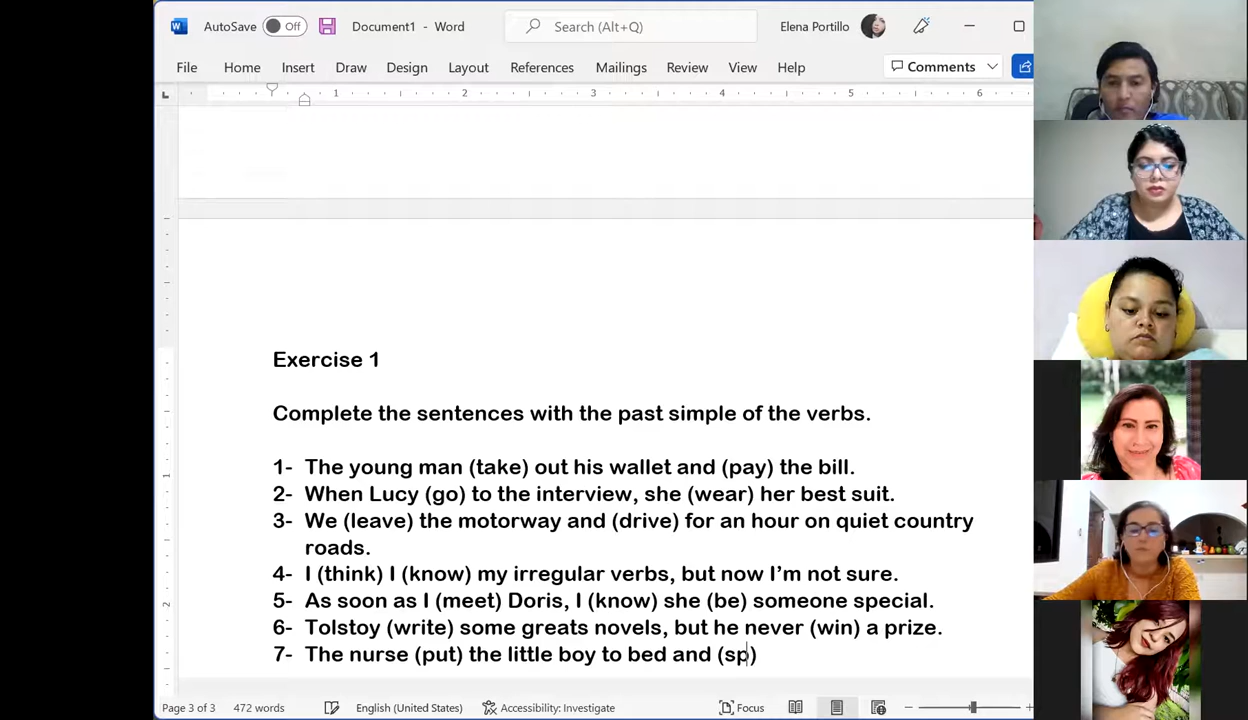 AutoSave Off Document1 - Word Search (Alt+Q) Elena Portillo
File Home Insert Draw Design Layout References Mailings Review View Help Comments
1 2 3 4 5 6
Exercise 1
Complete the sentences with the past simple of the verbs.
1- The young man (take) out his wallet and (pay) the bill.
2- When Lucy (go) to the interview, she (wear) her best suit.
3- We (leave) the motorway and (drive) for an hour on quiet country
roads.
4- I (think) I (know) my irregular verbs, but now I’m not sure.
5- As soon as I (meet) Doris, I (know) she (be) someone special.
6- Tolstoy (write) some greats novels, but he never (win) a prize.
7- The nurse (put) the little boy to bed and (sp)
Page 3 of 3 472 words English (United States) Accessibility: Investigate Focus